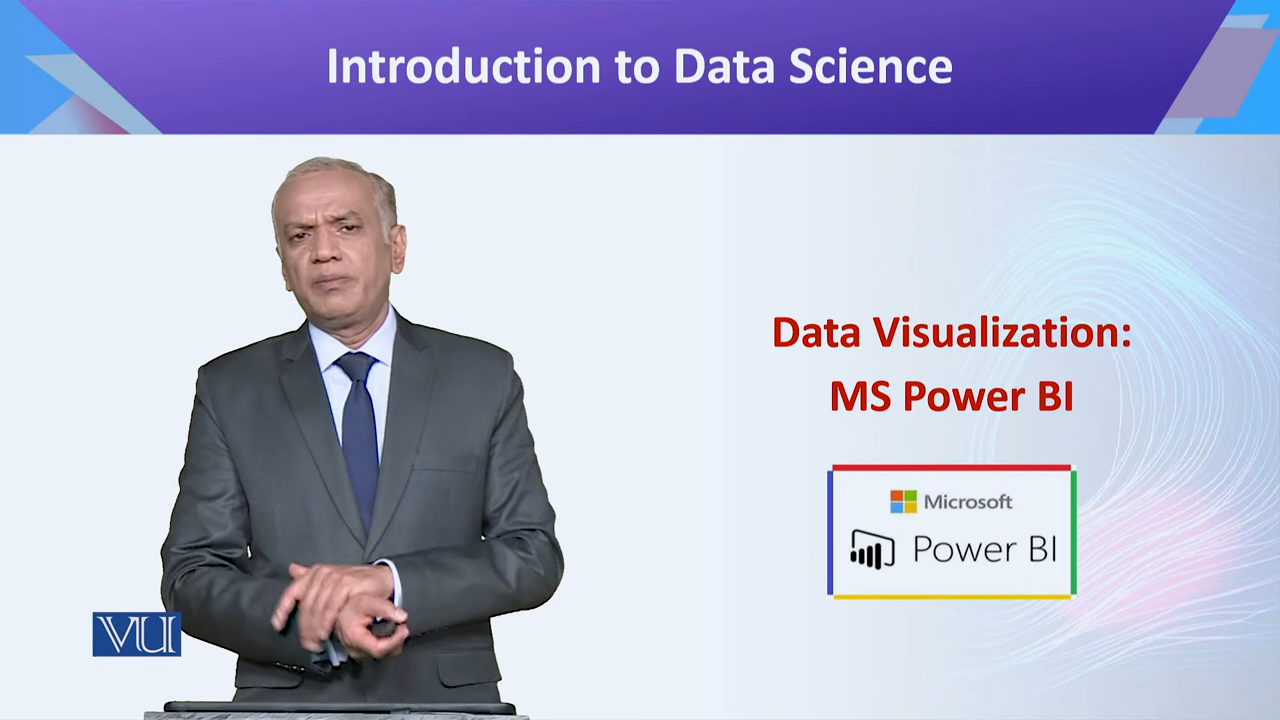 Introduction to Data Science
Data Visualization:
MS Power BI
Microsoft
Power BI
VU